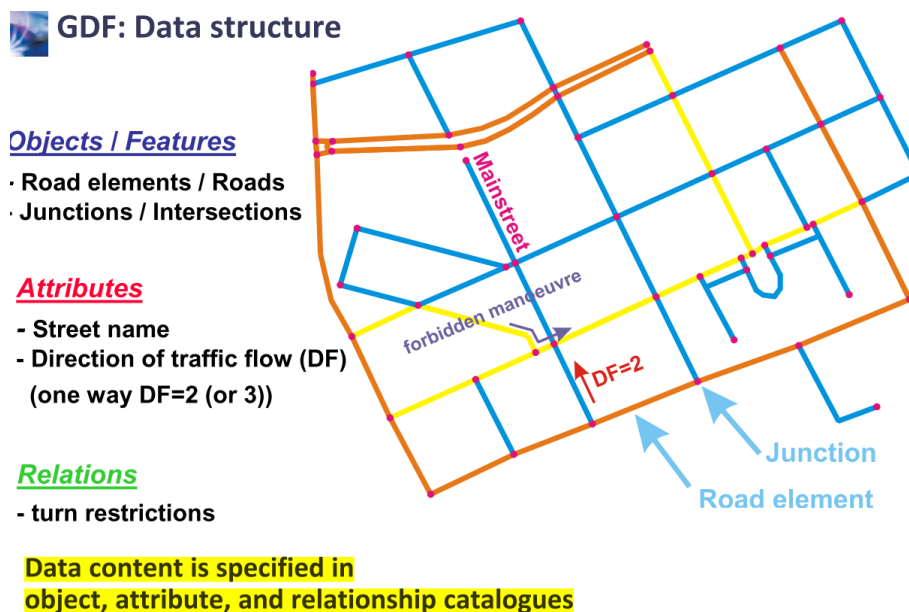 GDF: Data structure
Objects / Features
- Road elements / Roads
- Junctions / Intersections
Attributes
- Street name
- Direction of traffic flow (DF)
(one way DF=2 (or 3))
Relations
- turn restrictions
Data content is specified in
object, attribute, and relationship catalogues
Mainstreet
forbidden manoeuvre
DF=2
Junction
Road element